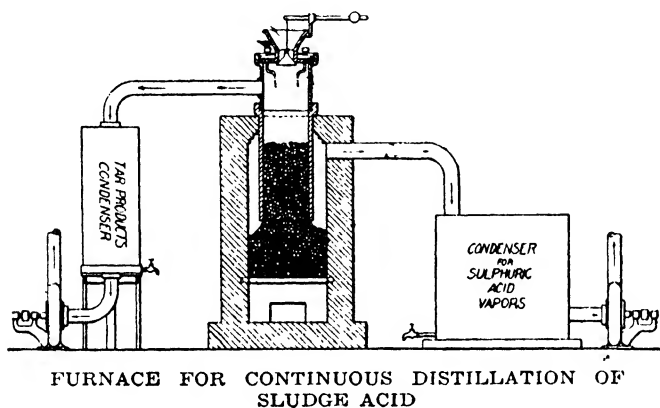 TAR PRODUCTS
CONDENSER
CONDENSER
FOR
SULPHURIC
ACID
VAPORS
FURNACE FOR CONTINUOUS DISTILLATION OF
SLUDGE ACID